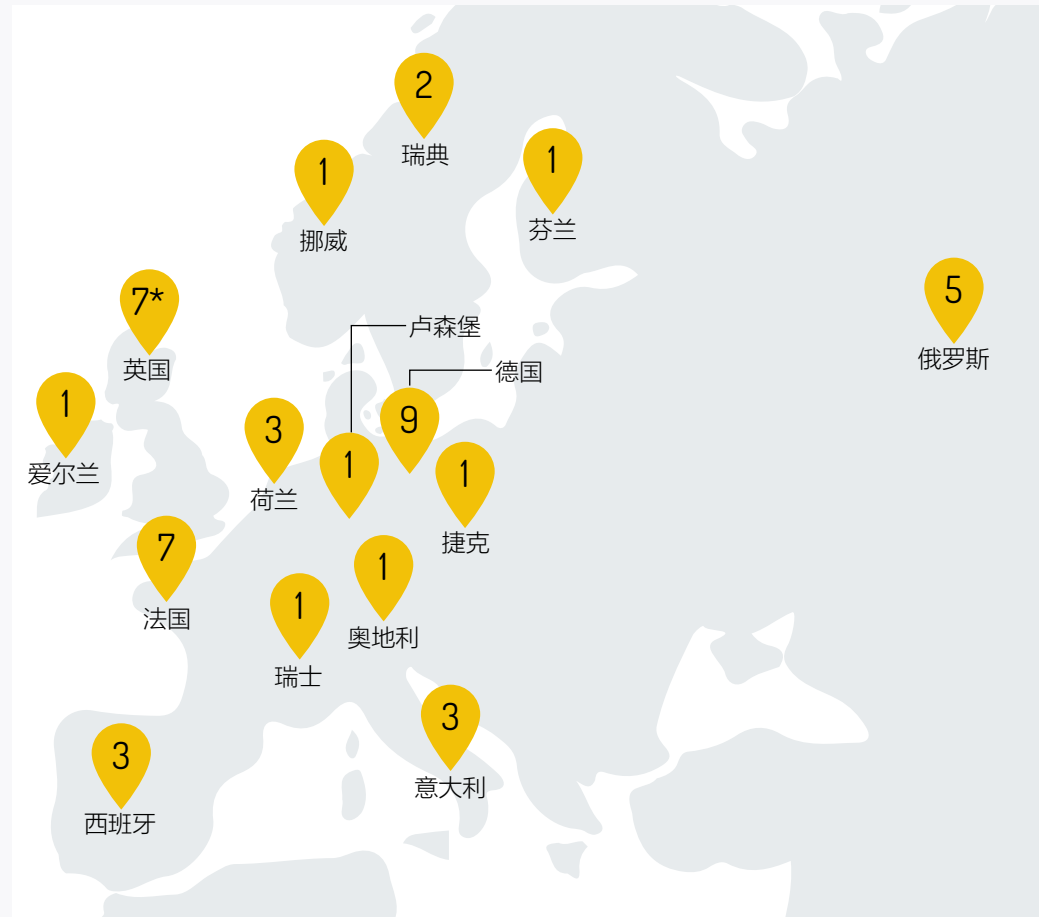 2
瑞典
1
挪威
1
芬兰
5
俄罗斯
7*
英国
卢森堡
德国
1
爱尔兰
3
荷兰
1
9
1
捷克
7
法国
1
瑞士
1
奥地利
3
意大利
3
西班牙